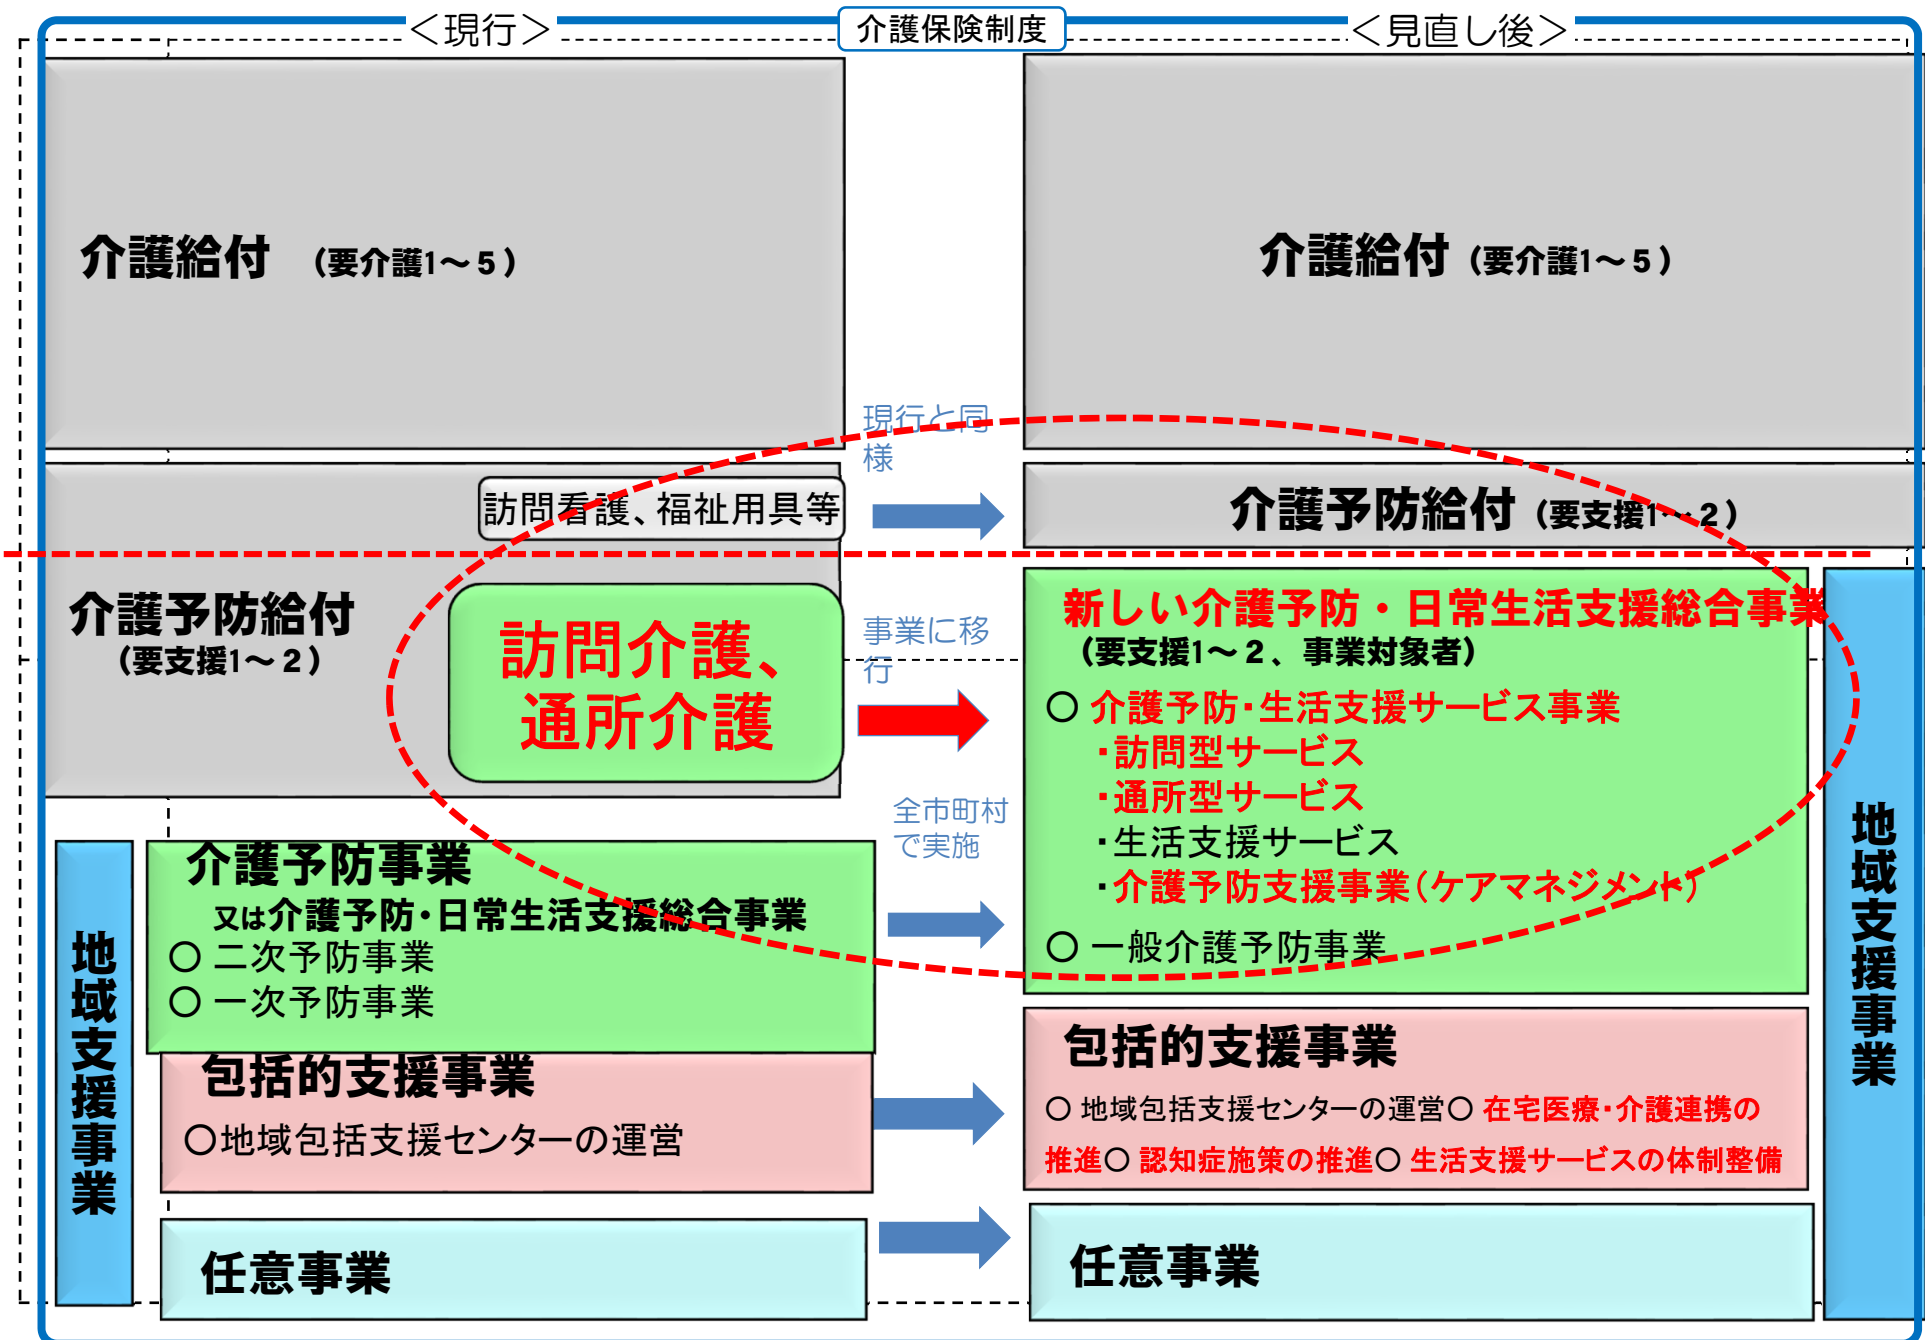 介護保険制度
＜現行＞
介護給付 （要介護1～５）
訪問看護、福祉用具等
介護予防給付
（要支援1～２）
訪問介護、
通所介護
地域支援事業
介護予防事業
又は介護予防・日常生活支援総合事業
○ 二次予防事業
○ 一次予防事業
包括的支援事業
○地域包括支援センターの運営
任意事業
現行と同
様
事業に移
行
全市町村
で実施
＜見直し後＞
介護給付（要介護1～５）
介護予防給付（要支援1～２）
新しい介護予防・日常生活支援総合事業
（要支援1～２、事業対象者）
○ 介護予防・生活支援サービス事業
・訪問型サービス
・通所型サービス
・生活支援サービス
・介護予防支援事業（ケアマネジメント）
○ 一般介護予防事業
包括的支援事業
○ 地域包括支援センターの運営○ 在宅医療・介護連携の
推進○ 認知症施策の推進○ 生活支援サービスの体制整備
任意事業
地域支援事業